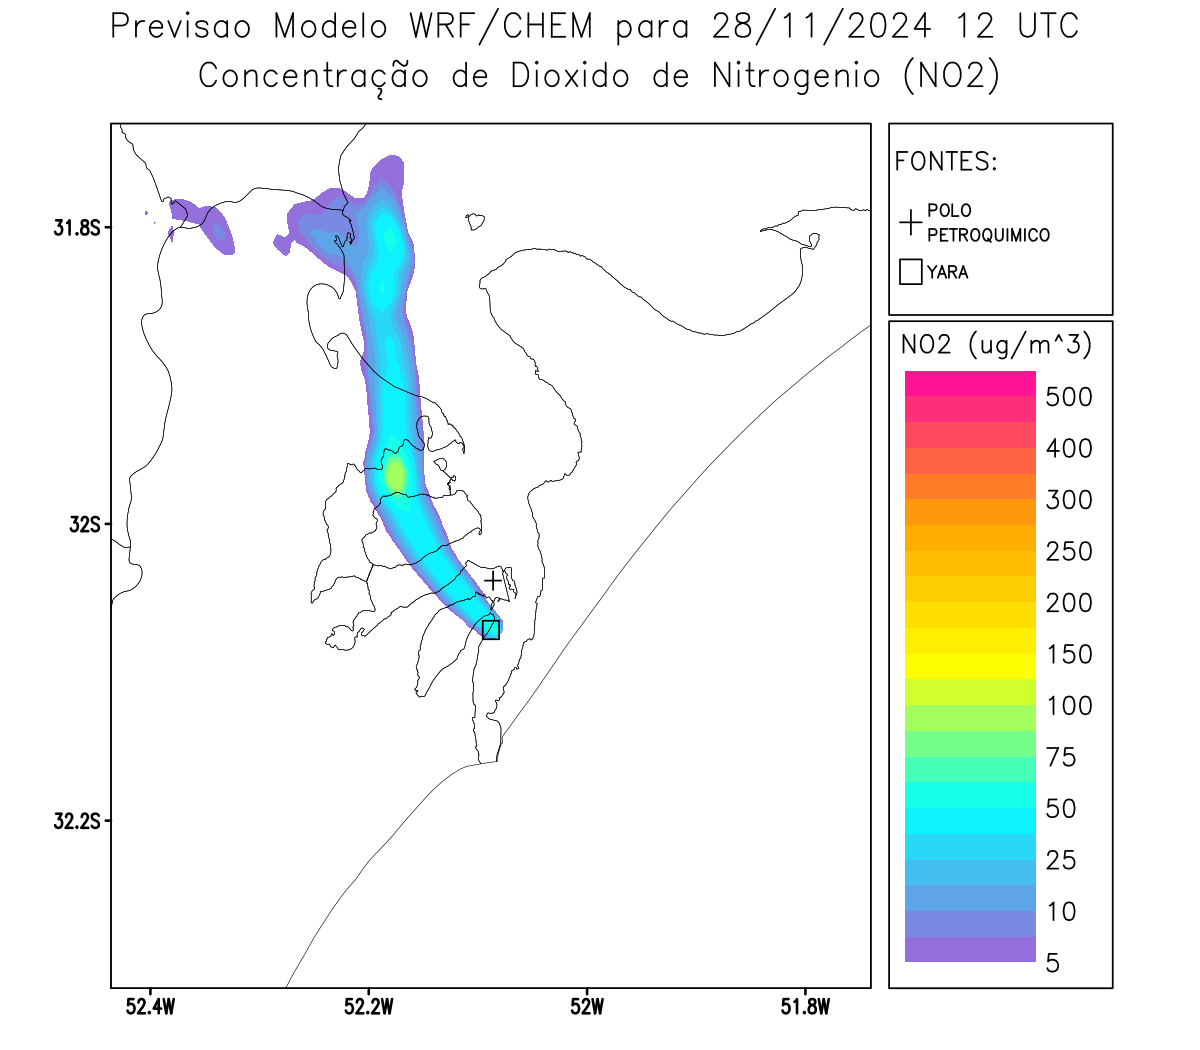 Previsao Modelo WRF/CHEM para 28/11/2024 12 UTC
Concentração de Dioxido de Nitrogenio (NO2)
FONTES:
POLO
PETROQUIMICO
YARA
31.8S
32S
32.2S
52.4W
52.2W
52W
51.8W
NO2 (ug/m^3)
500
400
300
250
200
150
100
75
50
25
10
5